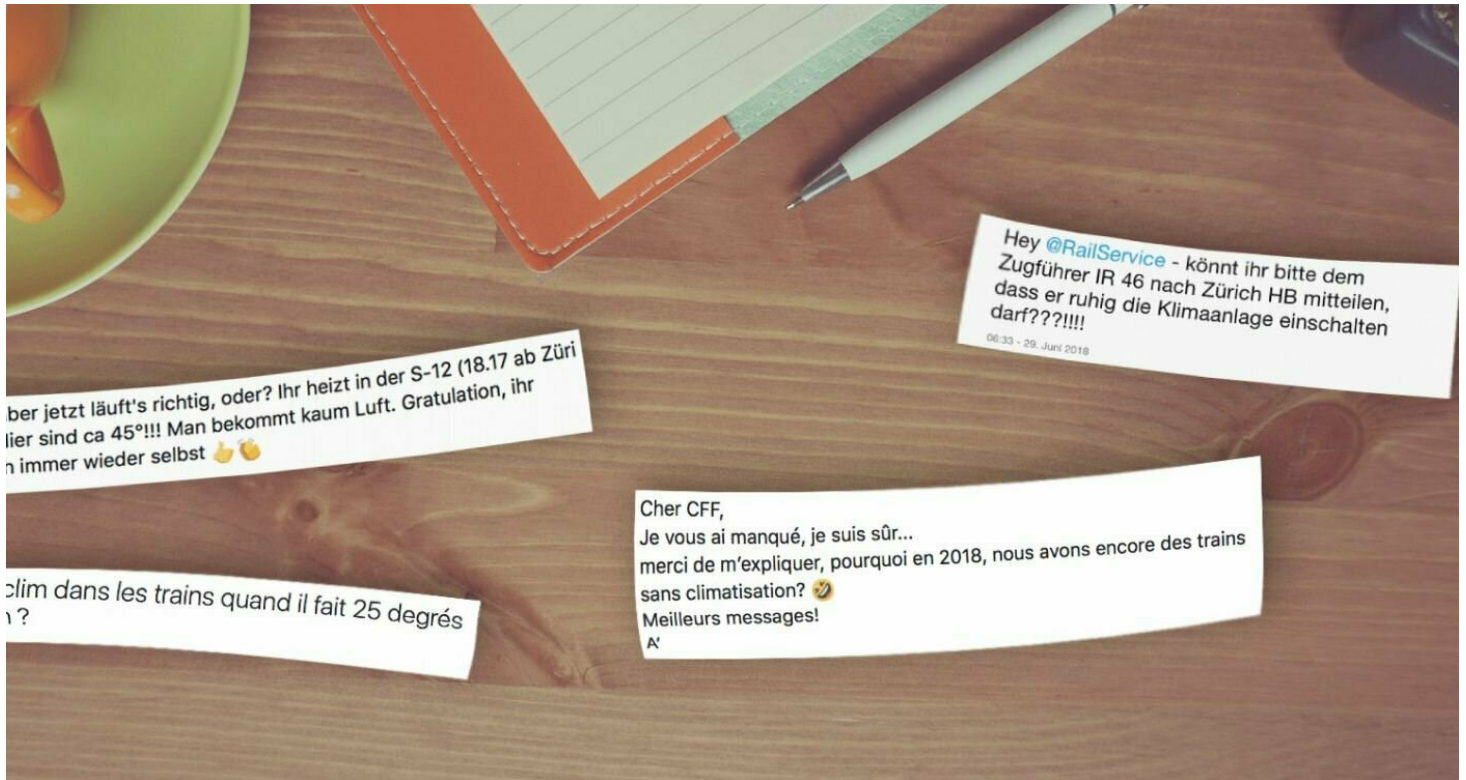 Hey @RailService - könnt ihr bitte dem
Zugführer IR 46 nach Zürich HB mitteilen,
dass er ruhig die Klimaanlage einschalten
darf???!!!!
06:33 - 29. Juni 2018
ber jetzt läuft's richtig, oder? Ihr heizt in der S-12 (18.17 ab Züri
lier sind ca 45°!!! Man bekommt kaum Luft. Gratulation, ihr
n immer wieder selbst 👍👏
Cher CFF,
Je vous ai manqué, je suis sûr...
merci de m'expliquer, pourquoi en 2018, nous avons encore des trains
sans climatisation? 🤣
Meilleurs messages!
A'
clim dans les trains quand il fait 25 degrés
?